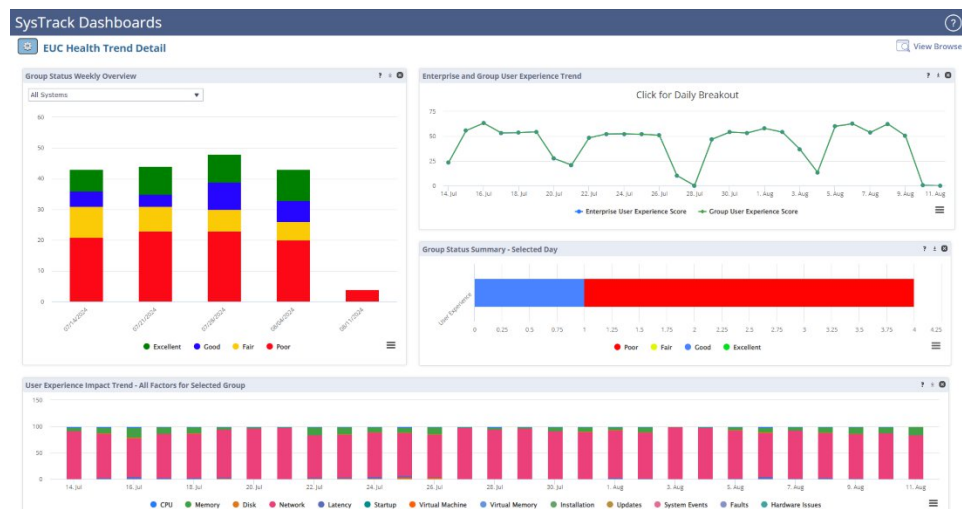 SysTrack Dashboards
?
EUC Health Trend Detail
View Browse
Group Status Weekly Overview
All Systems
60
50
40
30
20
10
0
07/14/2024
07/21/2024
07/28/2024
08/04/2024
08/11/2024
Excellent Good Fair Poor
Enterprise and Group User Experience Trend
Click for Daily Breakout
75
50
25
0
14. Jul 16. Jul 18. Jul 20. Jul 22. Jul 24. Jul 26. Jul 28. Jul 30. Jul 1. Aug 3. Aug 5. Aug 7. Aug 9. Aug 11. Aug
Enterprise User Experience Score Group User Experience Score
Group Status Summary - Selected Day
User Experience
0 0.25 0.5 0.75 1 1.25 1.5 1.75 2 2.25 2.5 2.75 3 3.25 3.5 3.75 4 4.25
Poor Fair Good Excellent
User Experience Impact Trend - All Factors for Selected Group
150
100
50
0
14. Jul 16. Jul 18. Jul 20. Jul 22. Jul 24. Jul 26. Jul 28. Jul 30. Jul 1. Aug 3. Aug 5. Aug 7. Aug 9. Aug 11. Aug
CPU Memory Disk Network Latency Startup Virtual Machine Virtual Memory Installation Updates System Events Faults Hardware Issues